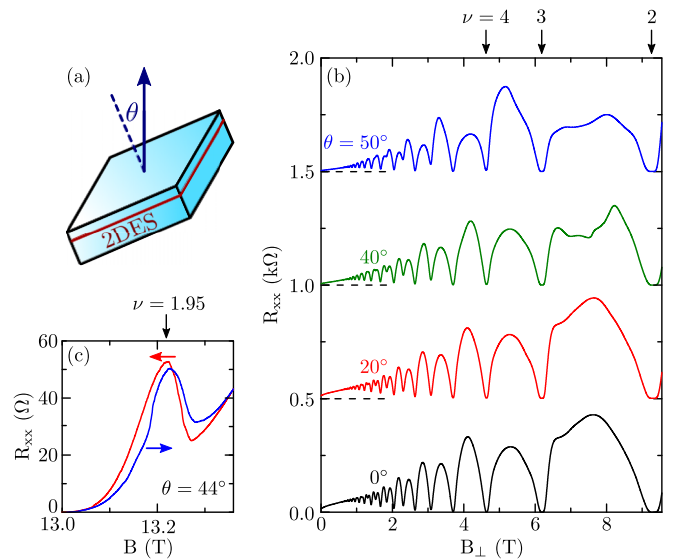 (a)
θ
2DES
ν = 4
3
2
(b)
2.0
1.5
1.0
0.5
0.0
R_xx (kΩ)
θ = 50°
40°
20°
0°
0
2
4
6
8
B_⊥ (T)
ν = 1.95
(c)
60
40
20
0
R_xx (Ω)
θ = 44°
13.0
13.2
B (T)